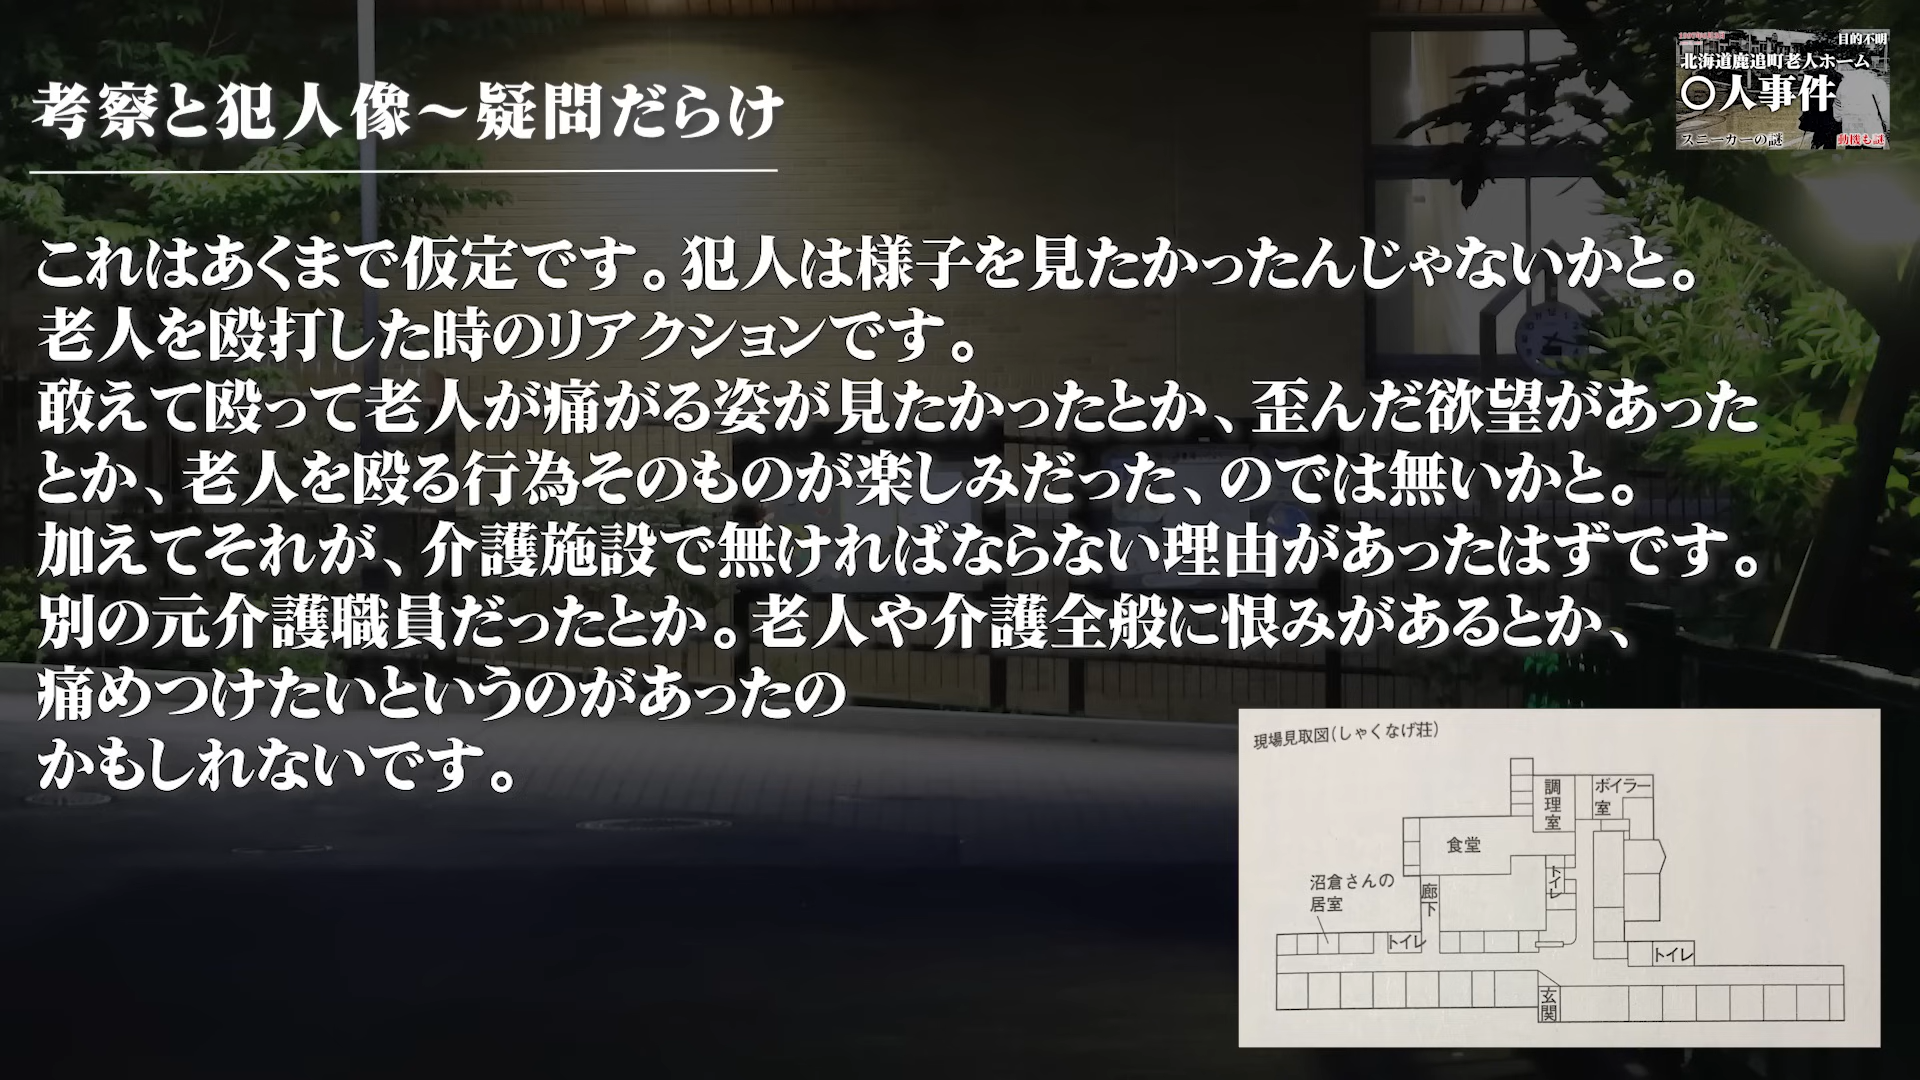 考察と犯人像～疑問だらけ
目的不明
北海道鹿追町老人ホーム
〇人事件
スニーカーの謎
動機も謎
これはあくまで仮定です。犯人は様子を見たかったんじゃないかと。
老人を殴打した時のリアクションです。
敢えて殴って老人が痛がる姿が見たかったとか、歪んだ欲望があった
とか、老人を殴る行為そのものが楽しみだった、のでは無いかと。
加えてそれが、介護施設で無ければならない理由があったはずです。
別の元介護職員だったとか。老人や介護全般に恨みがあるとか、
痛めつけたいというのがあったの
かもしれないです。
現場見取図(しゃくなげ荘)
調理室
ボイラー室
食堂
トイレ
沼倉さんの
居室
廊下
トイレ
トイレ
玄関